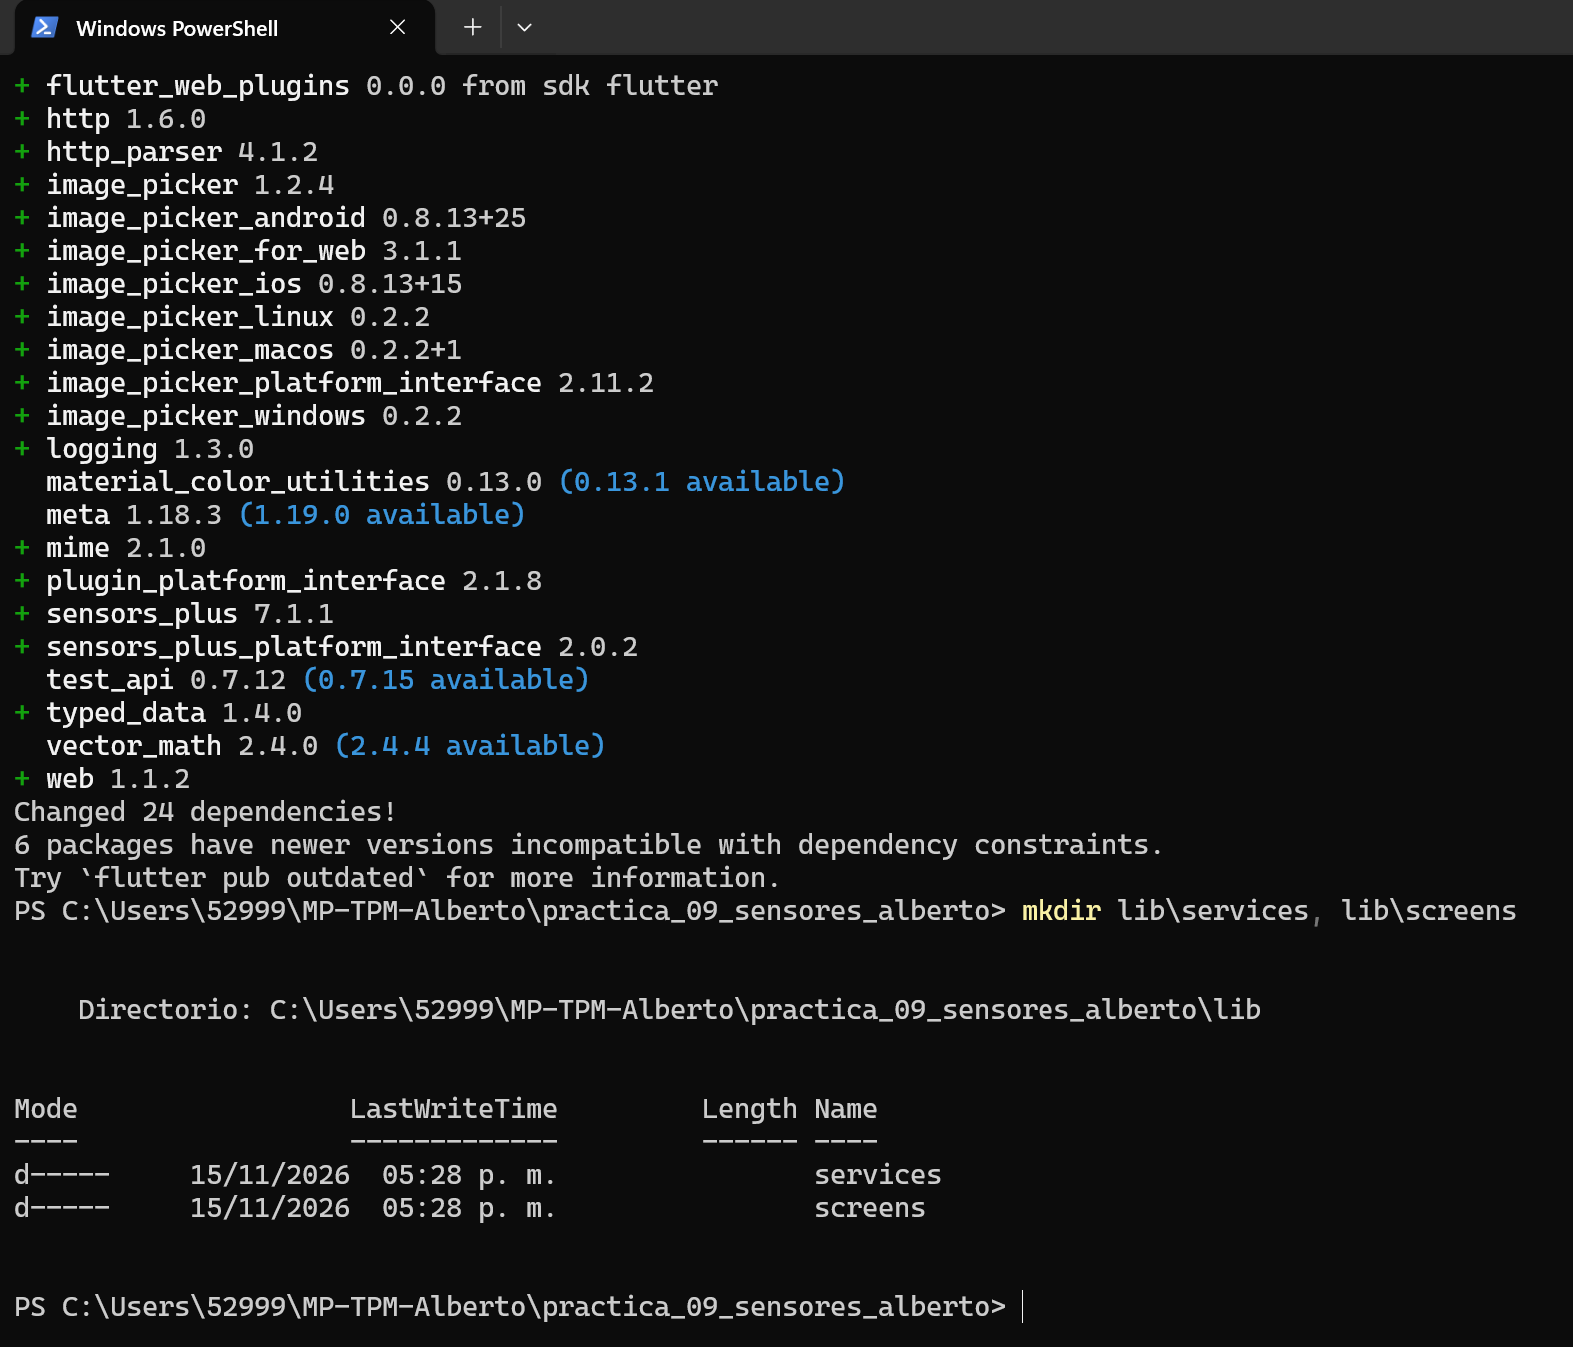 Windows PowerShell
+ flutter_web_plugins 0.0.0 from sdk flutter
+ http 1.6.0
+ http_parser 4.1.2
+ image_picker 1.2.4
+ image_picker_android 0.8.13+25
+ image_picker_for_web 3.1.1
+ image_picker_ios 0.8.13+15
+ image_picker_linux 0.2.2
+ image_picker_macos 0.2.2+1
+ image_picker_platform_interface 2.11.2
+ image_picker_windows 0.2.2
+ logging 1.3.0
  material_color_utilities 0.13.0 (0.13.1 available)
  meta 1.18.3 (1.19.0 available)
+ mime 2.1.0
+ plugin_platform_interface 2.1.8
+ sensors_plus 7.1.1
+ sensors_plus_platform_interface 2.0.2
  test_api 0.7.12 (0.7.15 available)
+ typed_data 1.4.0
  vector_math 2.4.0 (2.4.4 available)
+ web 1.1.2
Changed 24 dependencies!
6 packages have newer versions incompatible with dependency constraints.
Try `flutter pub outdated` for more information.
PS C:\Users\52999\MP-TPM-Alberto\practica_09_sensores_alberto> mkdir lib\services, lib\screens
    Directorio: C:\Users\52999\MP-TPM-Alberto\practica_09_sensores_alberto\lib
Mode                 LastWriteTime         Length Name
----                 -------------         ------ ----
d-----     15/11/2026  05:28 p. m.                services
d-----     15/11/2026  05:28 p. m.                screens
PS C:\Users\52999\MP-TPM-Alberto\practica_09_sensores_alberto>